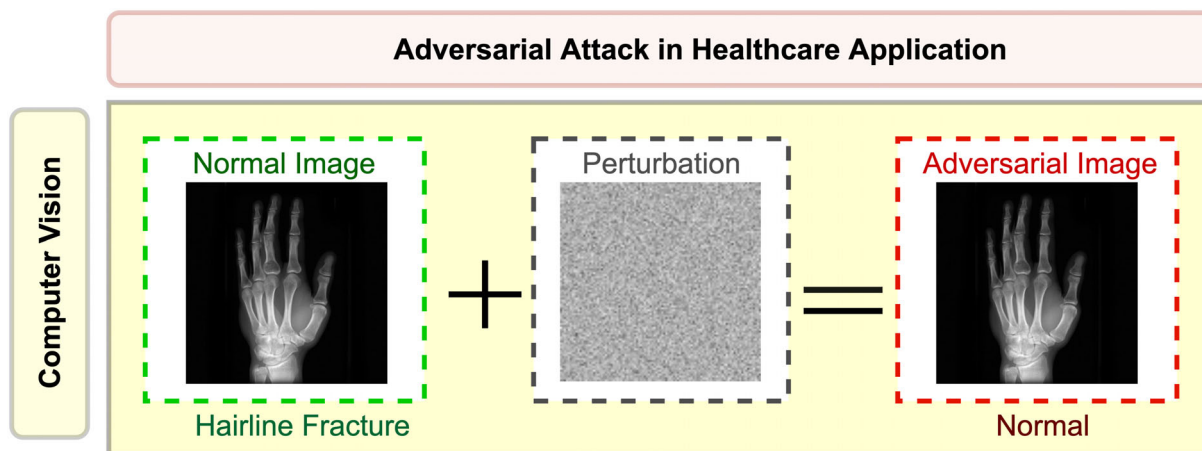 Adversarial Attack in Healthcare Application
Computer Vision
Normal Image
Perturbation
Adversarial Image
Hairline Fracture
Normal